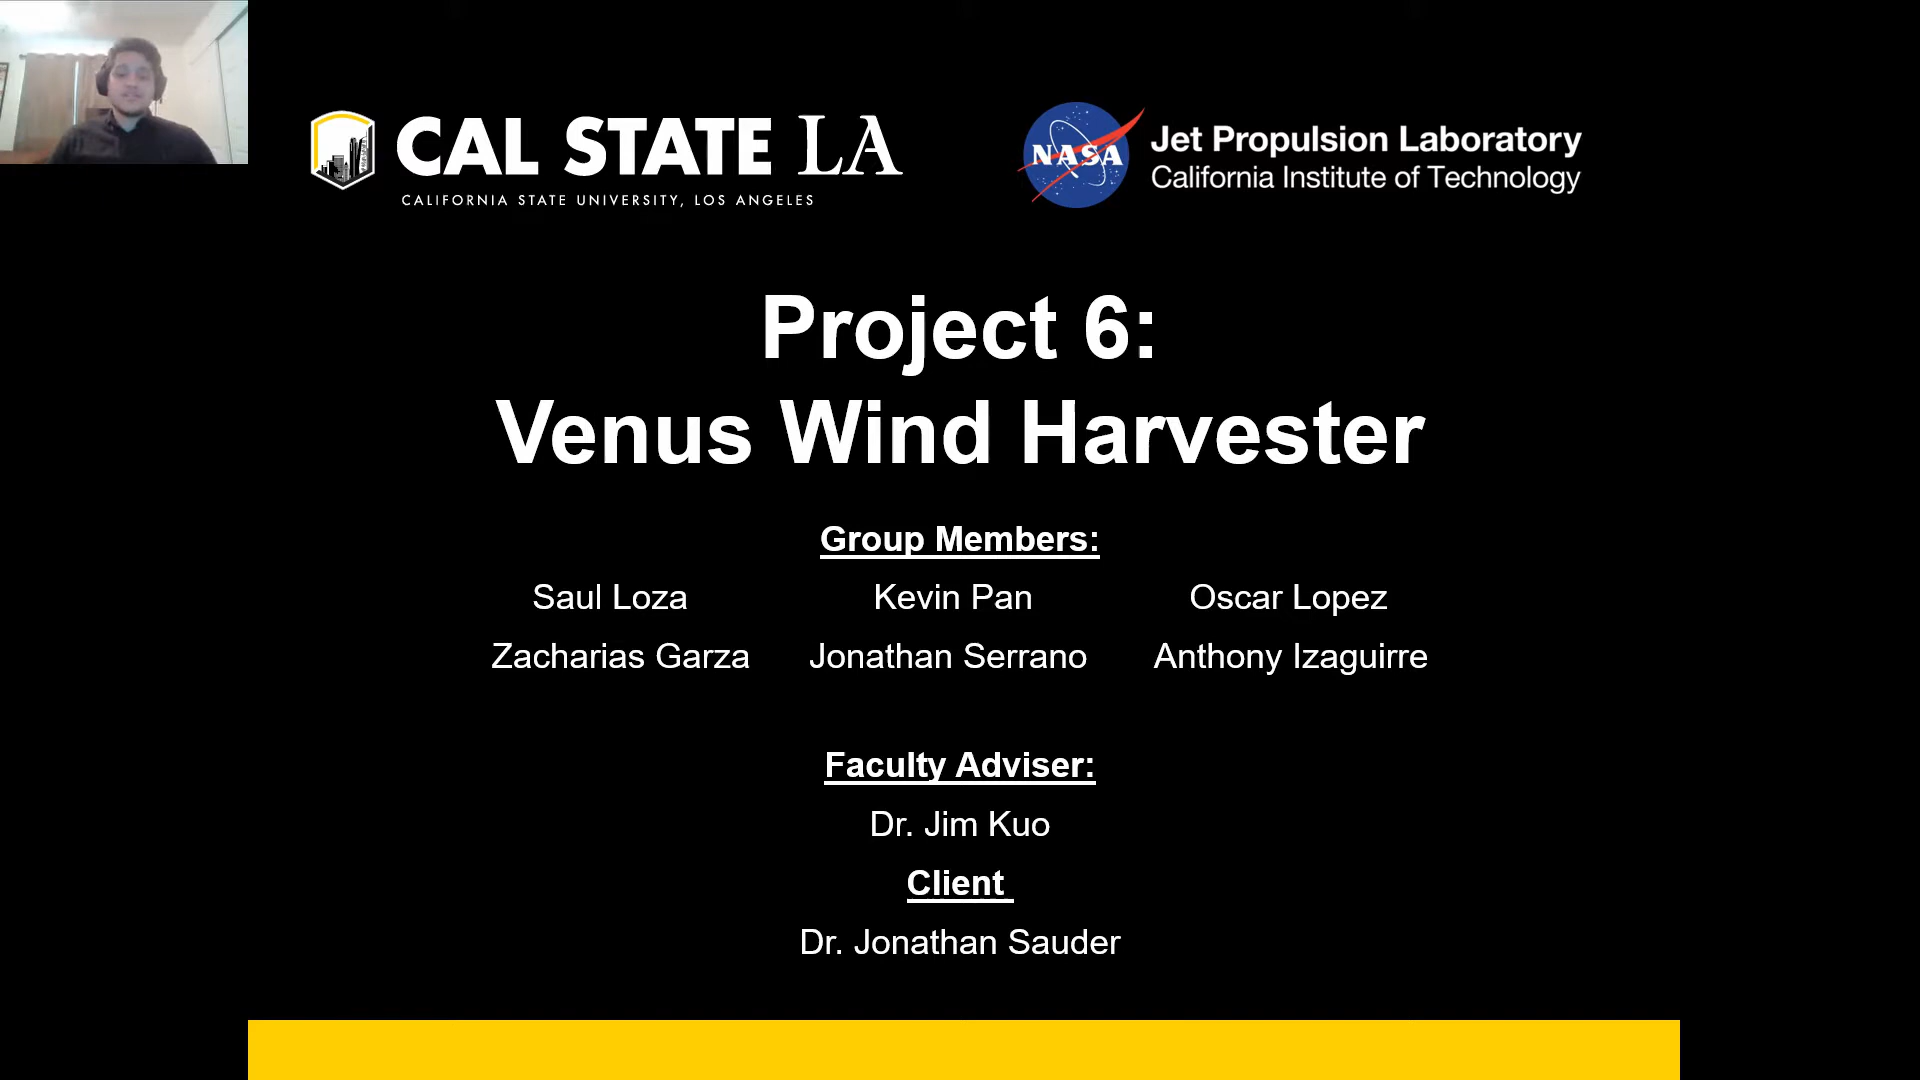 CAL STATE LA
CALIFORNIA STATE UNIVERSITY, LOS ANGELES
NASA
Jet Propulsion Laboratory
California Institute of Technology
Project 6:
Venus Wind Harvester
Group Members:
Saul Loza Kevin Pan Oscar Lopez
Zacharias Garza Jonathan Serrano Anthony Izaguirre
Faculty Adviser:
Dr. Jim Kuo
Client
Dr. Jonathan Sauder